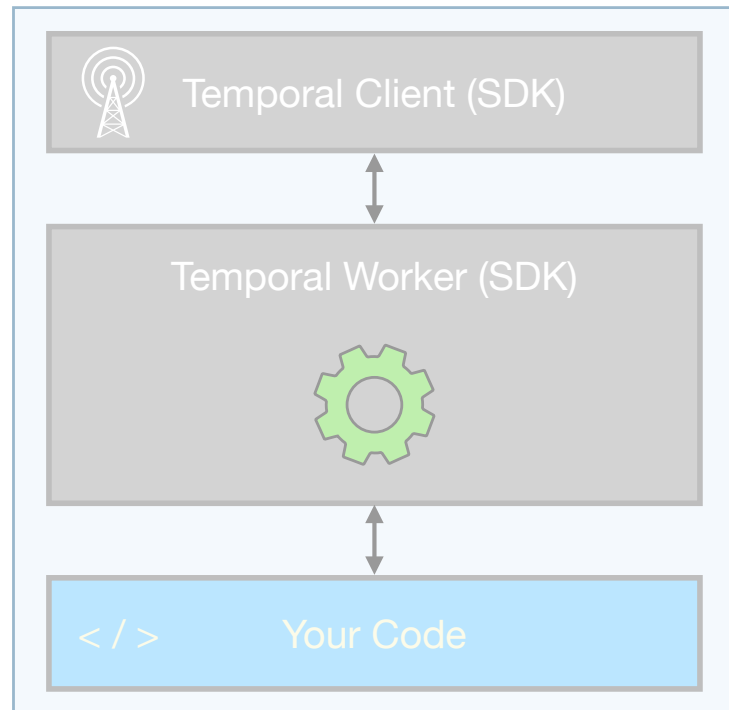 Temporal Client (SDK)
Temporal Worker (SDK)
< / > Your Code